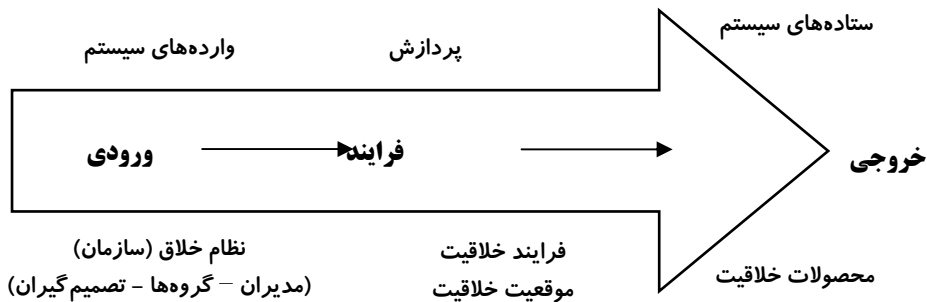 ستاده‌های سیستم
وارده‌های سیستم
پردازش
ورودی
فرایند
خروجی
نظام خلاق (سازمان)
(مدیران – گروه‌ها – تصمیم‌گیران)
فرایند خلاقیت
موقعیت خلاقیت
محصولات خلاقیت